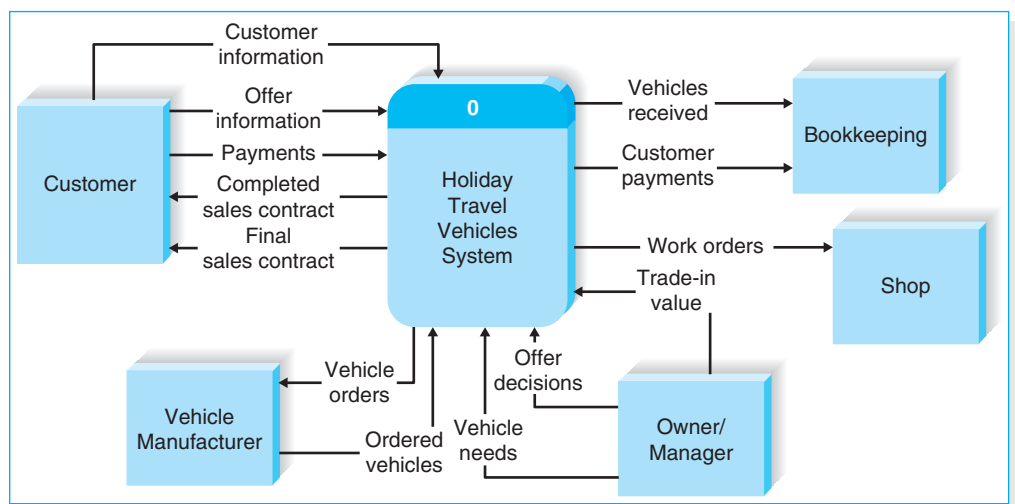 Customer
information
Offer
information
Payments
Completed
sales contract
Final
sales contract
Customer
0
Holiday
Travel
Vehicles
System
Vehicles
received
Customer
payments
Bookkeeping
Work orders
Shop
Trade-in
value
Vehicle
orders
Vehicle
Manufacturer
Ordered
vehicles
Vehicle
needs
Offer
decisions
Owner/
Manager